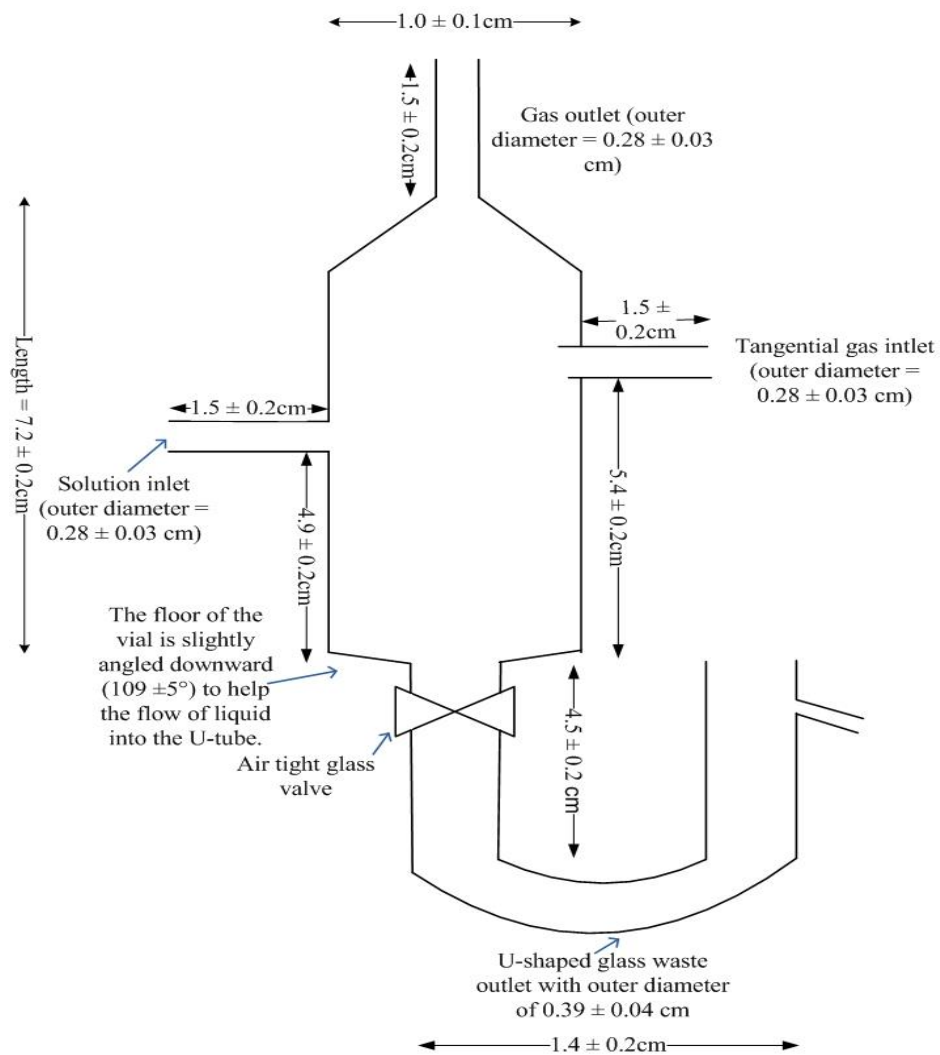 1.0 ± 0.1cm
1.5 ± 0.2cm
Gas outlet (outer
diameter = 0.28 ± 0.03
cm)
Length = 7.2 ± 0.2cm
1.5 ±
0.2cm
Tangential gas intlet
(outer diameter =
0.28 ± 0.03 cm)
1.5 ± 0.2cm
Solution inlet
(outer diameter =
0.28 ± 0.03 cm)
4.9 ± 0.2cm
5.4 ± 0.2cm
The floor of the
vial is slightly
angled downward
(109 ±5°) to help
the flow of liquid
into the U-tube.
Air tight glass
valve
4.5 ± 0.2 cm
U-shaped glass waste
outlet with outer diameter
of 0.39 ± 0.04 cm
1.4 ± 0.2cm